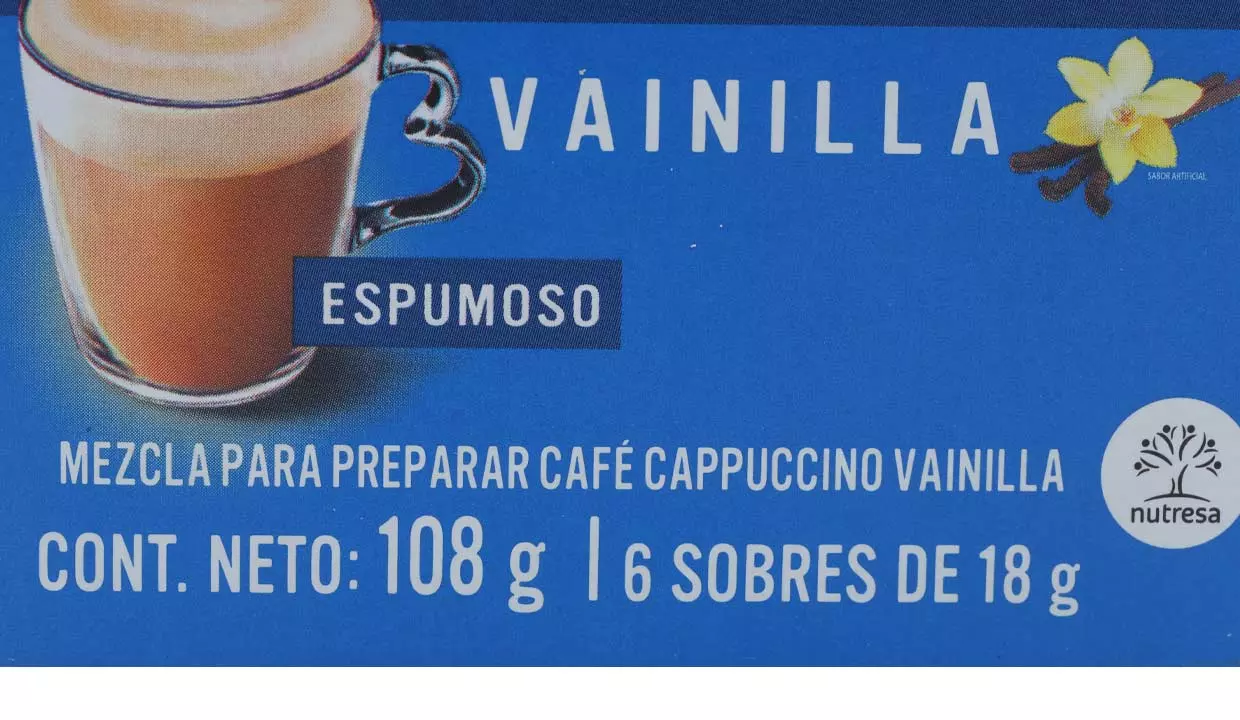 VAINILLA
SABOR ARTIFICIAL
ESPUMOSO
MEZCLA PARA PREPARAR CAFÉ CAPPUCCINO VAINILLA
nutresa
CONT. NETO: 108 g | 6 SOBRES DE 18 g